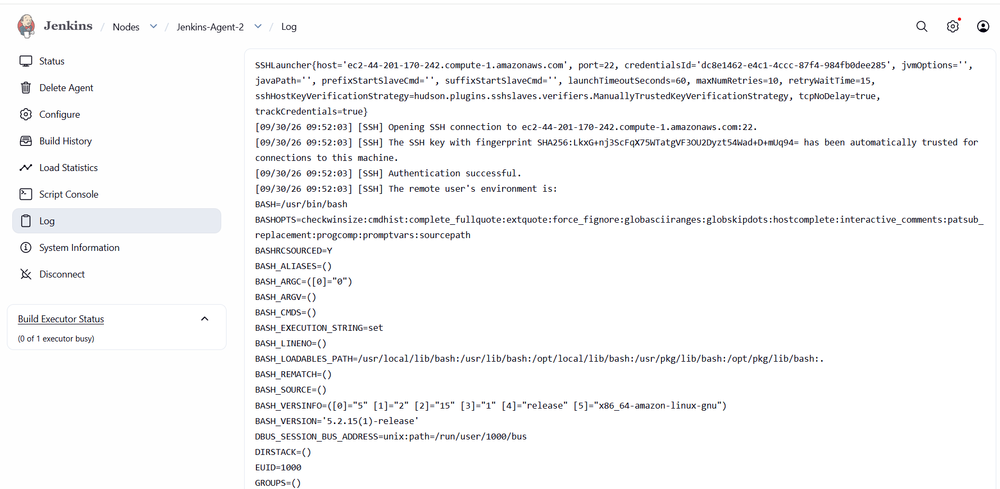 Jenkins / Nodes / Jenkins-Agent-2 / Log
Status
Delete Agent
Configure
Build History
Load Statistics
Script Console
Log
System Information
Disconnect
Build Executor Status
(0 of 1 executor busy)
SSHLauncher{host='ec2-44-201-170-242.compute-1.amazonaws.com', port=22, credentialsId='dc8e1462-e4c1-4ccc-87f4-984fb0dee285', jvmOptions='',
javaPath='', prefixStartSlaveCmd='', suffixStartSlaveCmd='', launchTimeoutSeconds=60, maxNumRetries=10, retryWaitTime=15,
sshHostKeyVerificationStrategy=hudson.plugins.sshslaves.verifiers.ManuallyTrustedKeyVerificationStrategy, tcpNoDelay=true,
trackCredentials=true}
[09/30/26 09:52:03] [SSH] Opening SSH connection to ec2-44-201-170-242.compute-1.amazonaws.com:22.
[09/30/26 09:52:03] [SSH] The SSH key with fingerprint SHA256:LkxG+nj3ScFqX75WTatgVF3OU2Dyzt54Wad+D+mUq94= has been automatically trusted for
connections to this machine.
[09/30/26 09:52:03] [SSH] Authentication successful.
[09/30/26 09:52:03] [SSH] The remote user's environment is:
BASH=/usr/bin/bash
BASHOPTS=checkwinsize:cmdhist:complete_fullquote:extquote:force_fignore:globasciiranges:globskipdots:hostcomplete:interactive_comments:patsub_
replacement:progcomp:promptvars:sourcepath
BASHRCSOURCED=Y
BASH_ALIASES=()
BASH_ARGC=([0]="0")
BASH_ARGV=()
BASH_CMDS=()
BASH_EXECUTION_STRING=set
BASH_LINENO=()
BASH_LOADABLES_PATH=/usr/local/lib/bash:/usr/lib/bash:/opt/local/lib/bash:/usr/pkg/lib/bash:/opt/pkg/lib/bash:.
BASH_REMATCH=()
BASH_SOURCE=()
BASH_VERSINFO=([0]="5" [1]="2" [2]="15" [3]="1" [4]="release" [5]="x86_64-amazon-linux-gnu")
BASH_VERSION='5.2.15(1)-release'
DBUS_SESSION_BUS_ADDRESS=unix:path=/run/user/1000/bus
DIRSTACK=()
EUID=1000
GROUPS=()